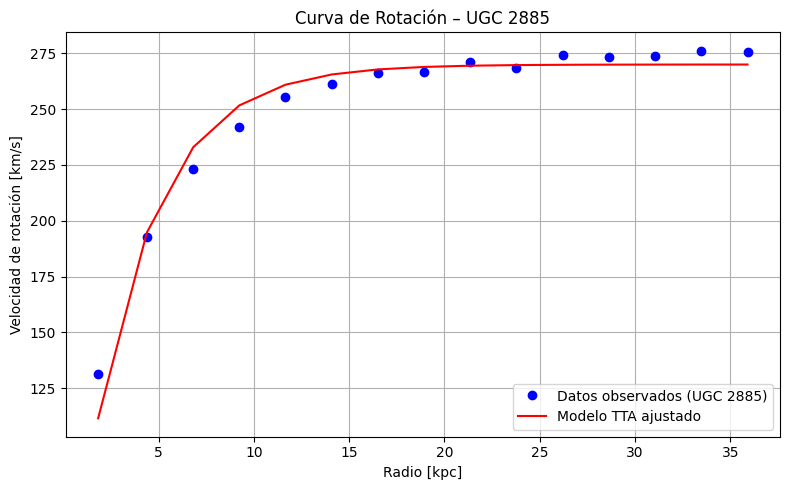 Curva de Rotación – UGC 2885
Velocidad de rotación [km/s]
275
250
225
200
175
150
125
5
10
15
20
25
30
35
Radio [kpc]
Datos observados (UGC 2885)
Modelo TTA ajustado